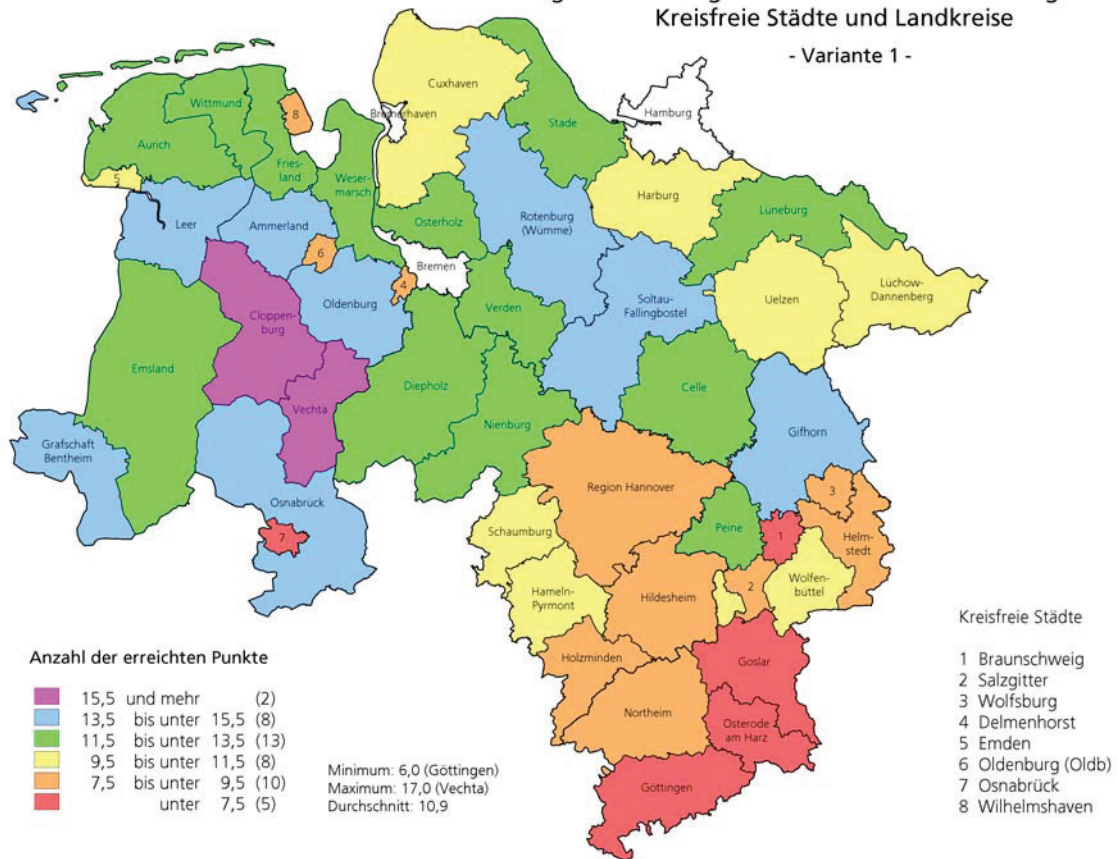 Kreisfreie Städte und Landkreise
- Variante 1 -
Cuxhaven
Hamburg
Wittmund
8
Bremerhaven
Stade
Aurich
Fries-
land
Weser-
marsch
5
Harburg
Osterholz
Rotenburg
(Wümme)
Lüneburg
Leer
Ammerland
6
Bremen
4
Uelzen
Lüchow-
Dannenberg
Oldenburg
Verden
Soltau-
Fallingbostel
Cloppen-
burg
Emsland
Diepholz
Celle
Vechta
Nienburg
Gifhorn
Grafschaft
Bentheim
Region Hannover
3
Osnabrück
Schaumburg
Peine
1
Helm-
stedt
7
Hameln-
Pyrmont
Hildesheim
2
Wolfen-
büttel
Holzminden
Goslar
Northeim
Osterode
am Harz
Göttingen
Anzahl der erreichten Punkte
15,5 und mehr (2)
13,5 bis unter 15,5 (8)
11,5 bis unter 13,5 (13)
9,5 bis unter 11,5 (8)
7,5 bis unter 9,5 (10)
unter 7,5 (5)
Minimum: 6,0 (Göttingen)
Maximum: 17,0 (Vechta)
Durchschnitt: 10,9
Kreisfreie Städte
1 Braunschweig
2 Salzgitter
3 Wolfsburg
4 Delmenhorst
5 Emden
6 Oldenburg (Oldb)
7 Osnabrück
8 Wilhelmshaven